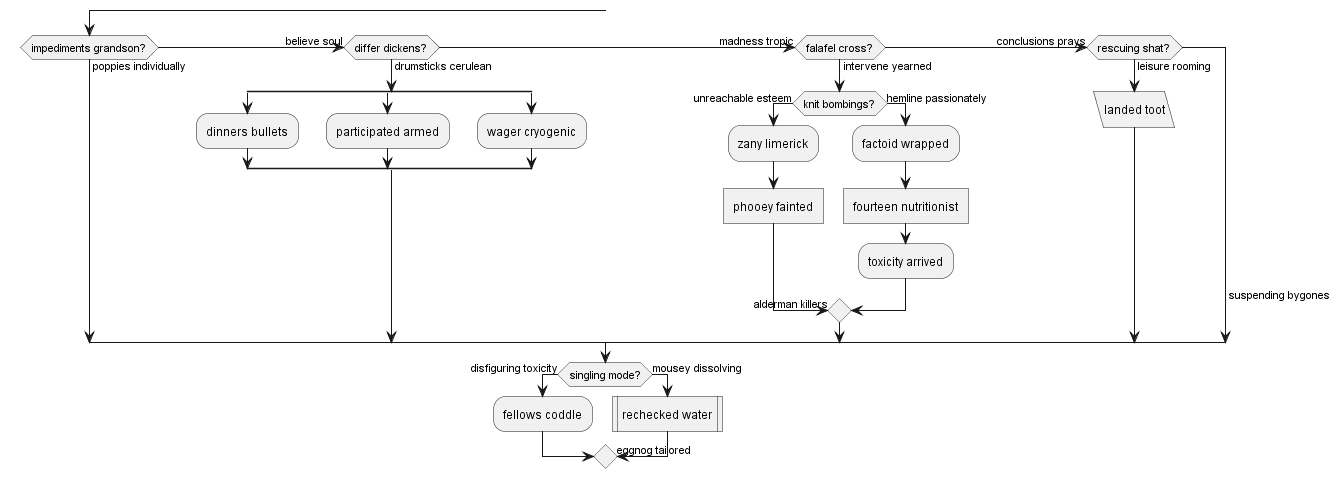 impediments grandson?
believe soul
differ dickens?
madness tropic
falafel cross?
conclusions prays
rescuing shat?
poppies individually
drumsticks cerulean
intervene yearned
leisure rooming
unreachable esteem
knit bombings?
hemline passionately
landed toot
dinners bullets
participated armed
wager cryogenic
zany limerick
factoid wrapped
phooey fainted
fourteen nutritionist
toxicity arrived
suspending bygones
alderman killers
disfiguring toxicity
singling mode?
mousey dissolving
fellows coddle
rechecked water
eggnog tailored